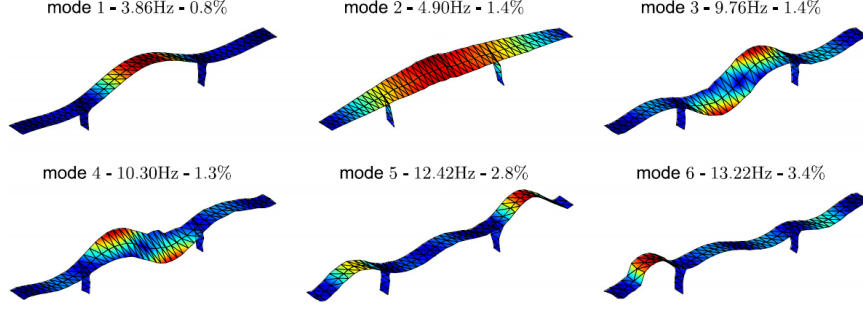 mode 1 - 3.86Hz - 0.8%
mode 2 - 4.90Hz - 1.4%
mode 3 - 9.76Hz - 1.4%
mode 4 - 10.30Hz - 1.3%
mode 5 - 12.42Hz - 2.8%
mode 6 - 13.22Hz - 3.4%